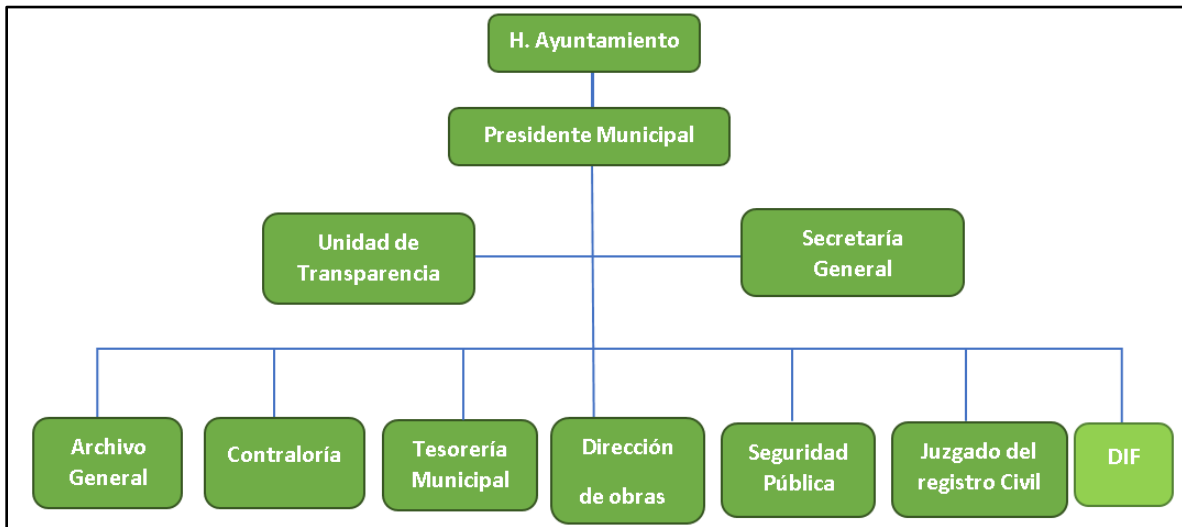 H. Ayuntamiento
Presidente Municipal
Unidad de
Transparencia
Secretaría
General
Archivo
General
Contraloría
Tesorería
Municipal
Dirección
de obras
Seguridad
Pública
Juzgado del
registro Civil
DIF